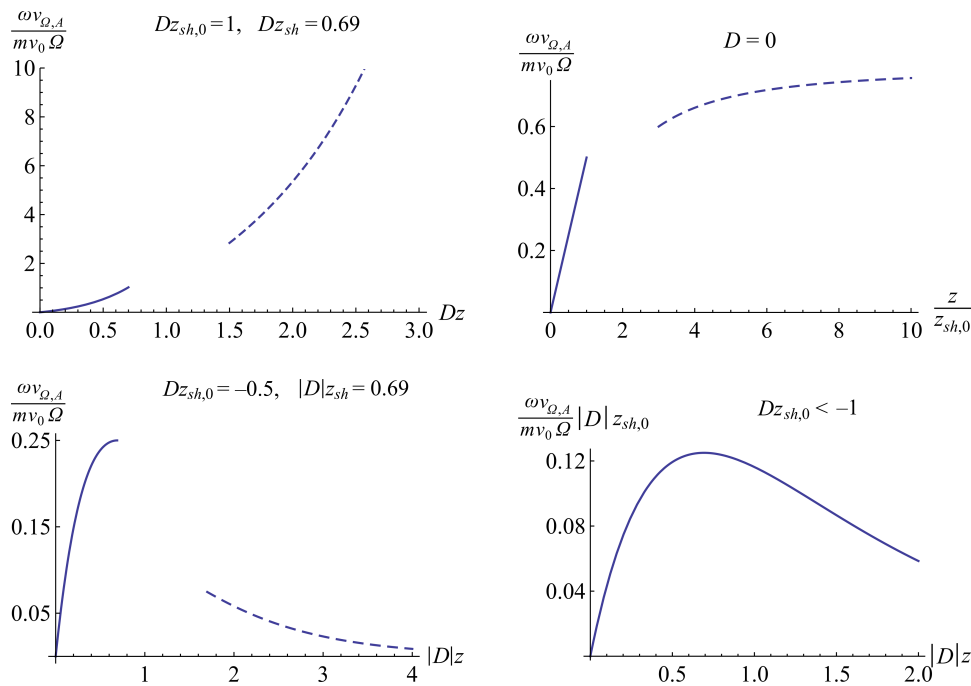 ωv_{Ω,A}
mv_0 Ω
Dz_{sh,0} = 1, Dz_{sh} = 0.69
10
8
6
4
2
0.0 0.5 1.0 1.5 2.0 2.5 3.0 Dz
ωv_{Ω,A}
mv_0 Ω
D = 0
0.6
0.4
0.2
0 2 4 6 8 10
z
z_{sh,0}
ωv_{Ω,A}
mv_0 Ω
Dz_{sh,0} = –0.5, |D|z_{sh} = 0.69
0.25
0.15
0.05
1 2 3 4 |D|z
ωv_{Ω,A}
mv_0 Ω
|D| z_{sh,0}
Dz_{sh,0} < –1
0.12
0.08
0.04
0.5 1.0 1.5 2.0 |D|z